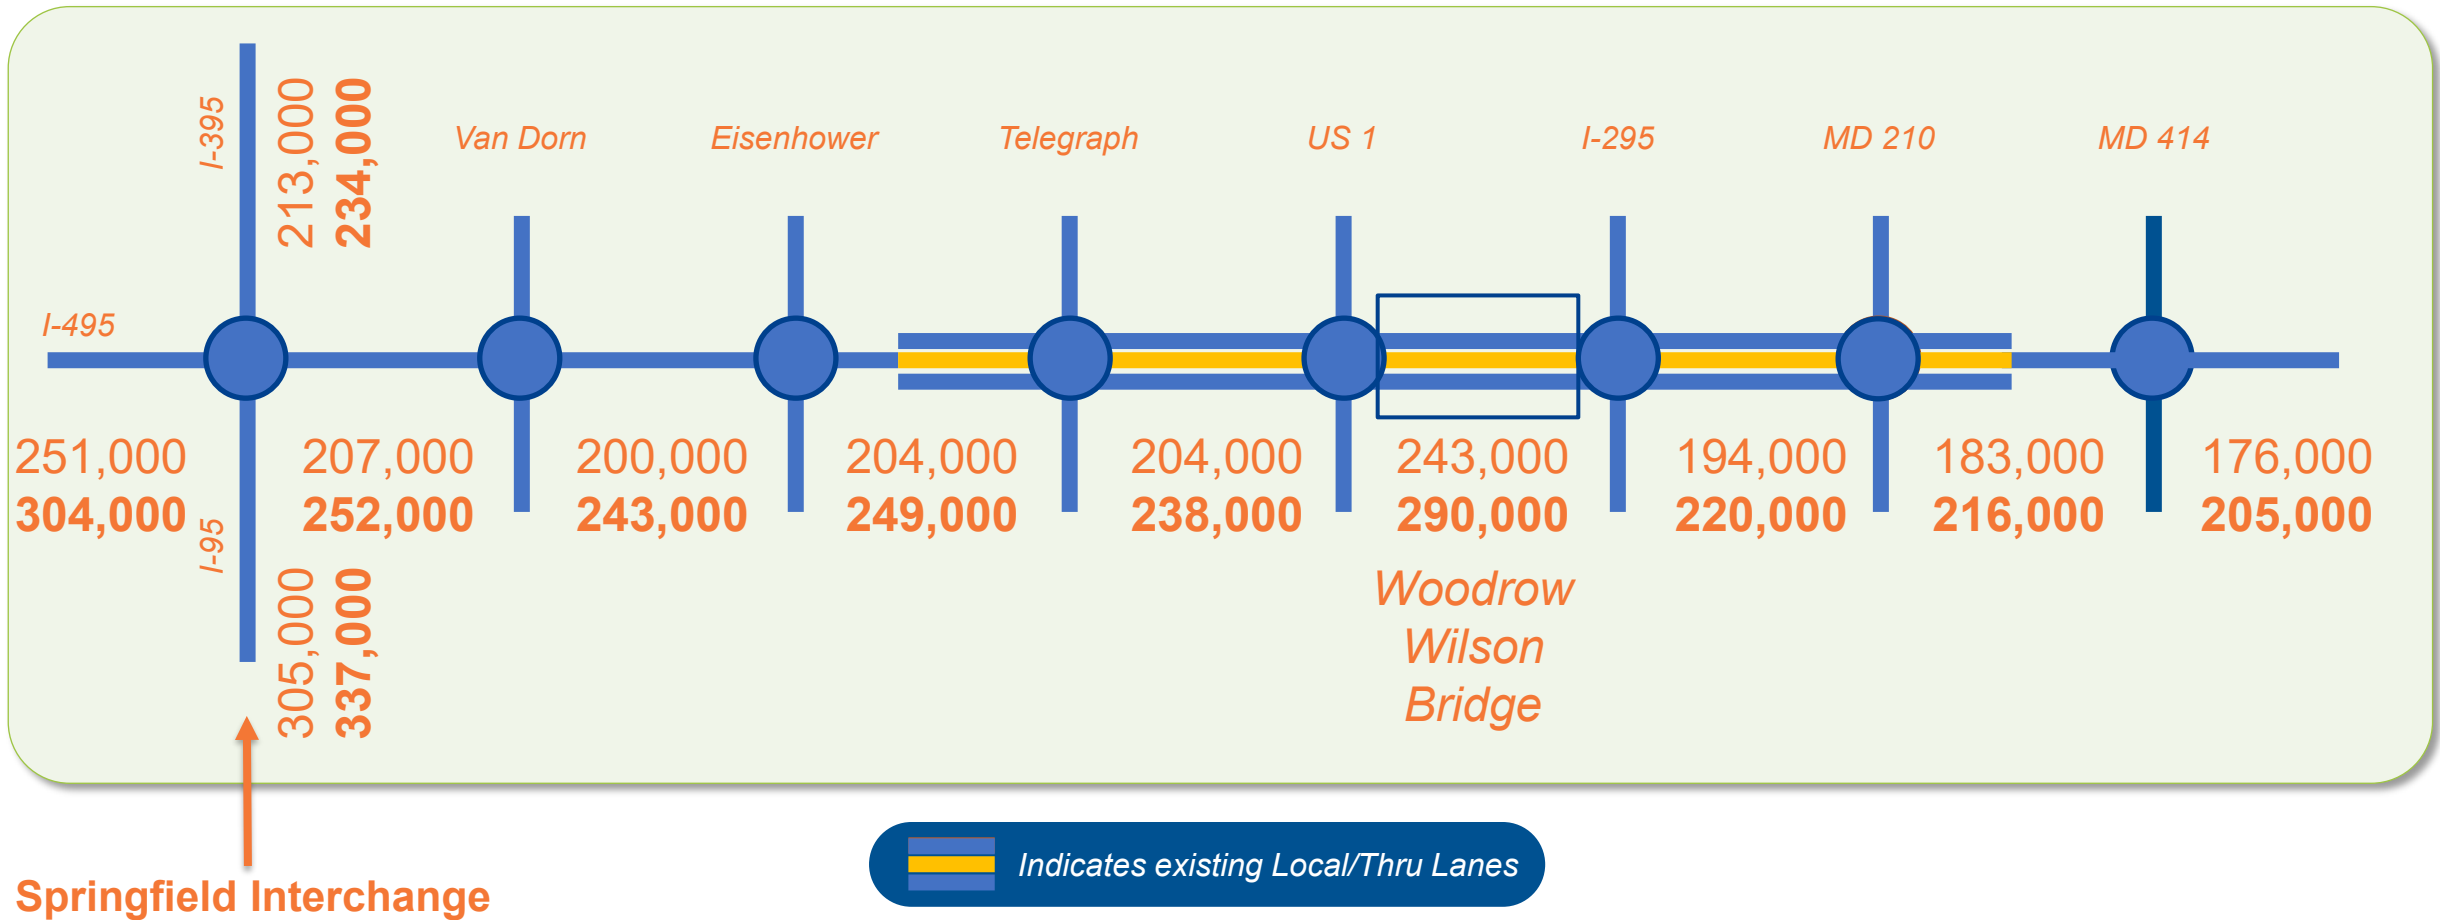 I-395
213,000
234,000
Van Dorn
Eisenhower
Telegraph
US 1
I-295
MD 210
MD 414
I-495
251,000
304,000
207,000
252,000
200,000
243,000
204,000
249,000
204,000
238,000
243,000
290,000
194,000
220,000
183,000
216,000
176,000
205,000
I-95
305,000
337,000
Woodrow
Wilson
Bridge
Indicates existing Local/Thru Lanes
Springfield Interchange